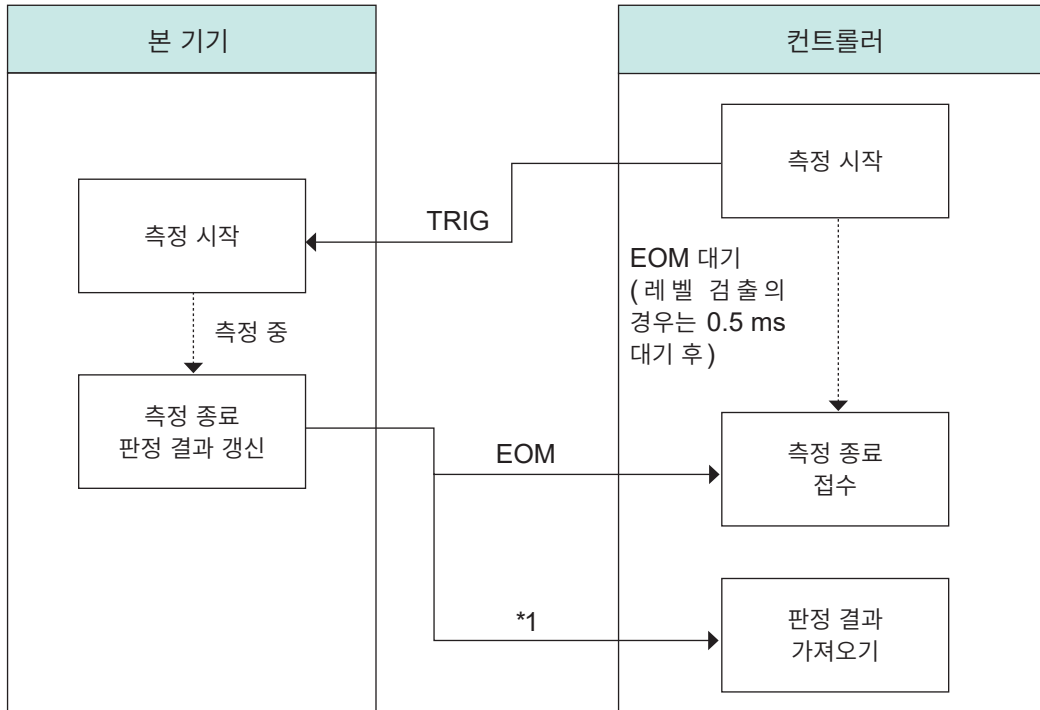 본 기기
컨트롤러
측정 시작
TRIG
측정 시작
EOM 대기
(레벨 검출의
경우는 0.5 ms
대기 후)
측정 중
측정 종료
판정 결과 갱신
EOM
측정 종료
접수
*1
판정 결과
가져오기